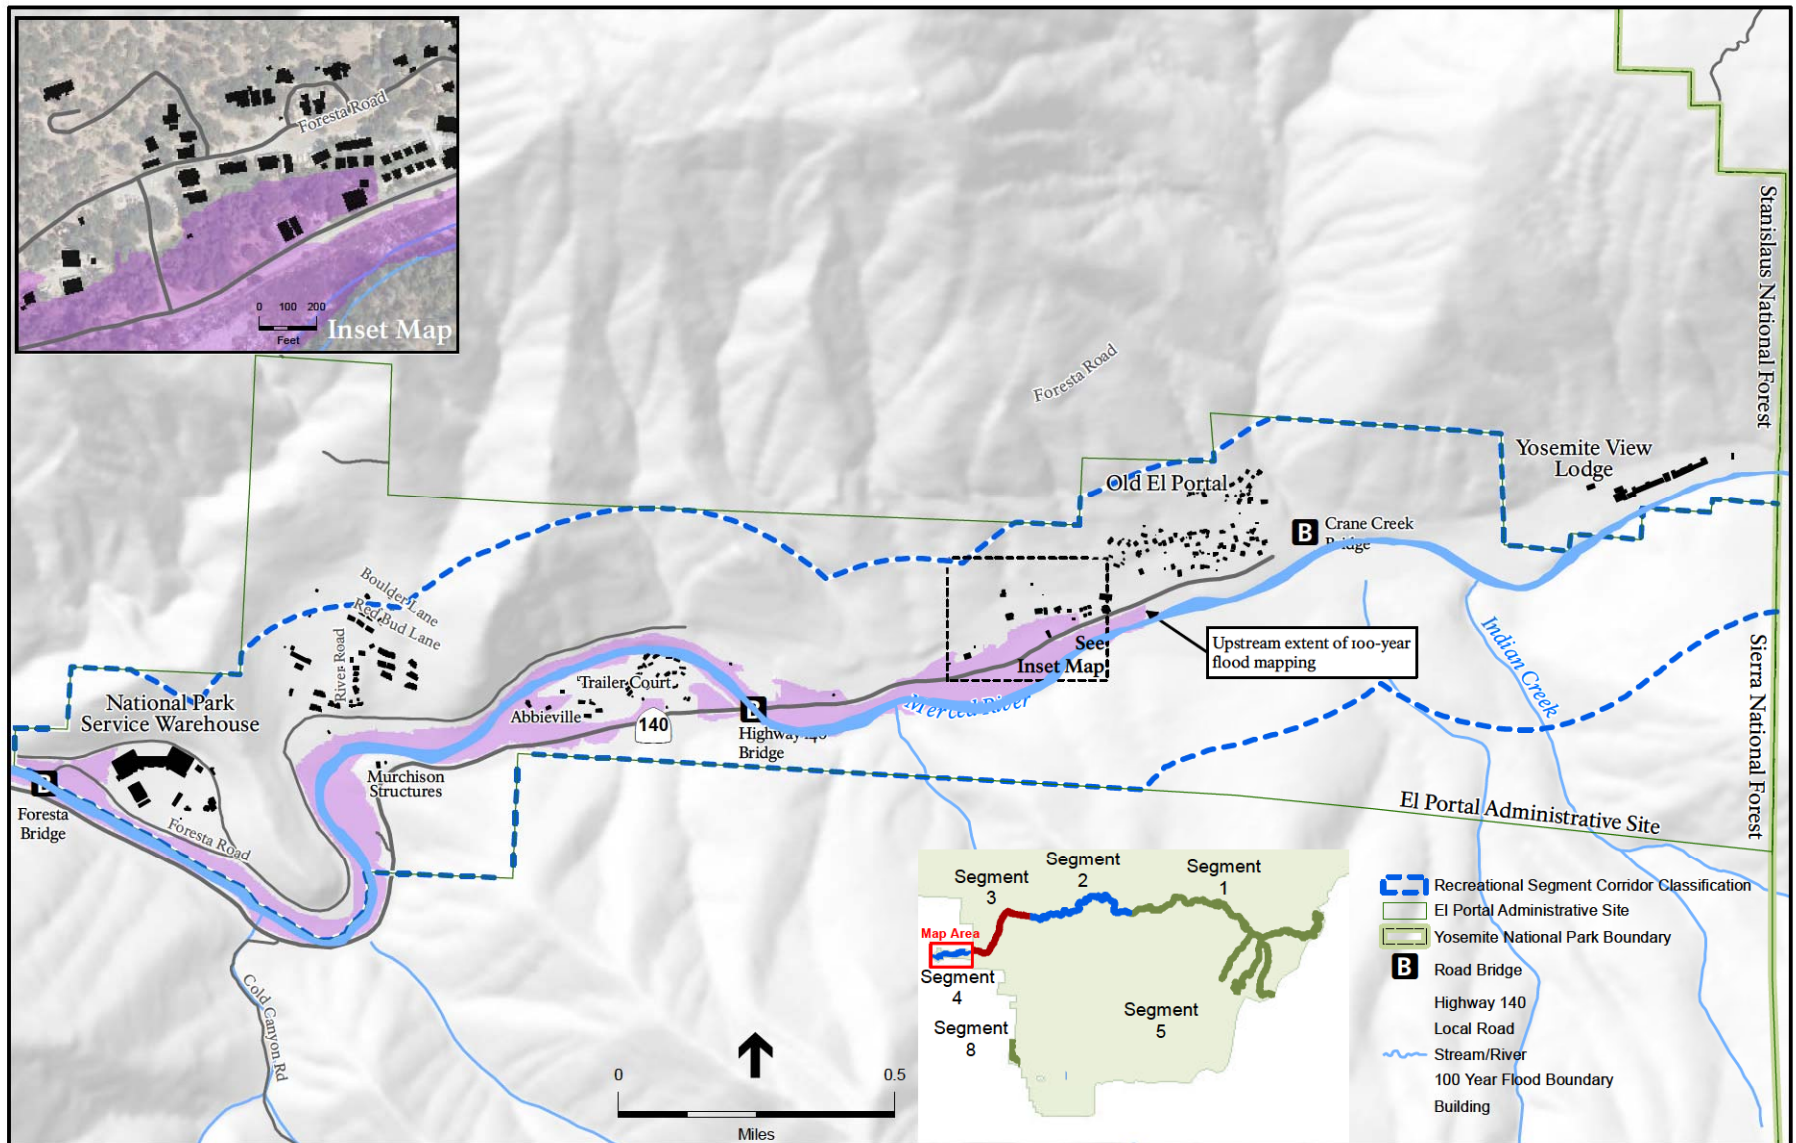 Foresta Road
0 100 200
Feet
Inset Map
Stanislaus National Forest
Foresta Road
Yosemite View
Lodge
Old El Portal
B
Crane Creek
Bridge
Boulder Lane
Red Bud Lane
River Road
See
Inset Map
Upstream extent of 100-year
flood mapping
Indian Creek
Sierra National Forest
National Park
Service Warehouse
Trailer Court
Abbieville
140
B
Highway 140
Bridge
Merced River
Murchison
Structures
B
Foresta
Bridge
Foresta Road
El Portal Administrative Site
Cold Canyon Rd
0 0.5
Miles
Segment
1
Segment
2
Segment
3
Map Area
Segment
4
Segment
5
Segment
8
Recreational Segment Corridor Classification
El Portal Administrative Site
Yosemite National Park Boundary
B Road Bridge
Highway 140
Local Road
Stream/River
100 Year Flood Boundary
Building